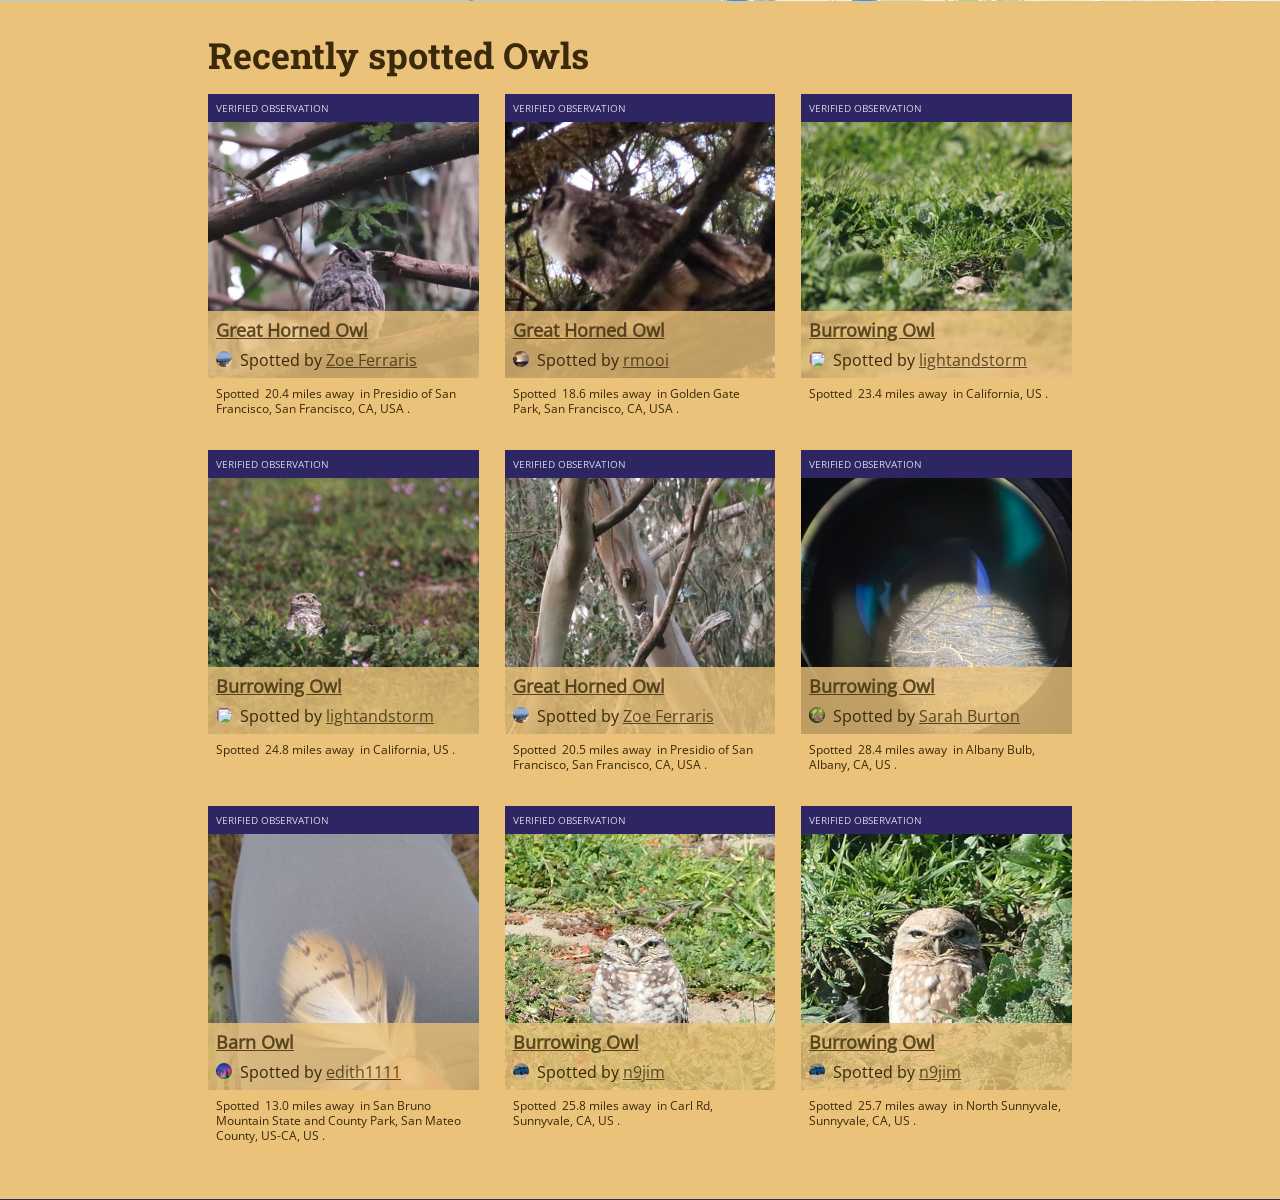 Recently spotted Owls
VERIFIED OBSERVATION
Great Horned Owl
Spotted by Zoe Ferraris
Spotted 20.4 miles away in Presidio of San
Francisco, San Francisco, CA, USA .
VERIFIED OBSERVATION
Great Horned Owl
Spotted by rmooi
Spotted 18.6 miles away in Golden Gate
Park, San Francisco, CA, USA .
VERIFIED OBSERVATION
Burrowing Owl
Spotted by lightandstorm
Spotted 23.4 miles away in California, US .
VERIFIED OBSERVATION
Burrowing Owl
Spotted by lightandstorm
Spotted 24.8 miles away in California, US .
VERIFIED OBSERVATION
Great Horned Owl
Spotted by Zoe Ferraris
Spotted 20.5 miles away in Presidio of San
Francisco, San Francisco, CA, USA .
VERIFIED OBSERVATION
Burrowing Owl
Spotted by Sarah Burton
Spotted 28.4 miles away in Albany Bulb,
Albany, CA, US .
VERIFIED OBSERVATION
Barn Owl
Spotted by edith1111
Spotted 13.0 miles away in San Bruno
Mountain State and County Park, San Mateo
County, US-CA, US .
VERIFIED OBSERVATION
Burrowing Owl
Spotted by n9jim
Spotted 25.8 miles away in Carl Rd,
Sunnyvale, CA, US .
VERIFIED OBSERVATION
Burrowing Owl
Spotted by n9jim
Spotted 25.7 miles away in North Sunnyvale,
Sunnyvale, CA, US .